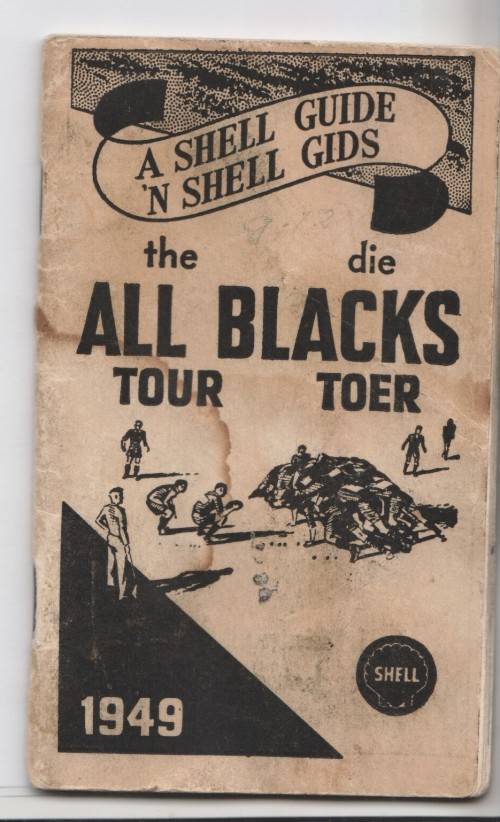 A SHELL GUIDE
'N SHELL GIDS
the die
ALL BLACKS
TOUR TOER
SHELL
1949